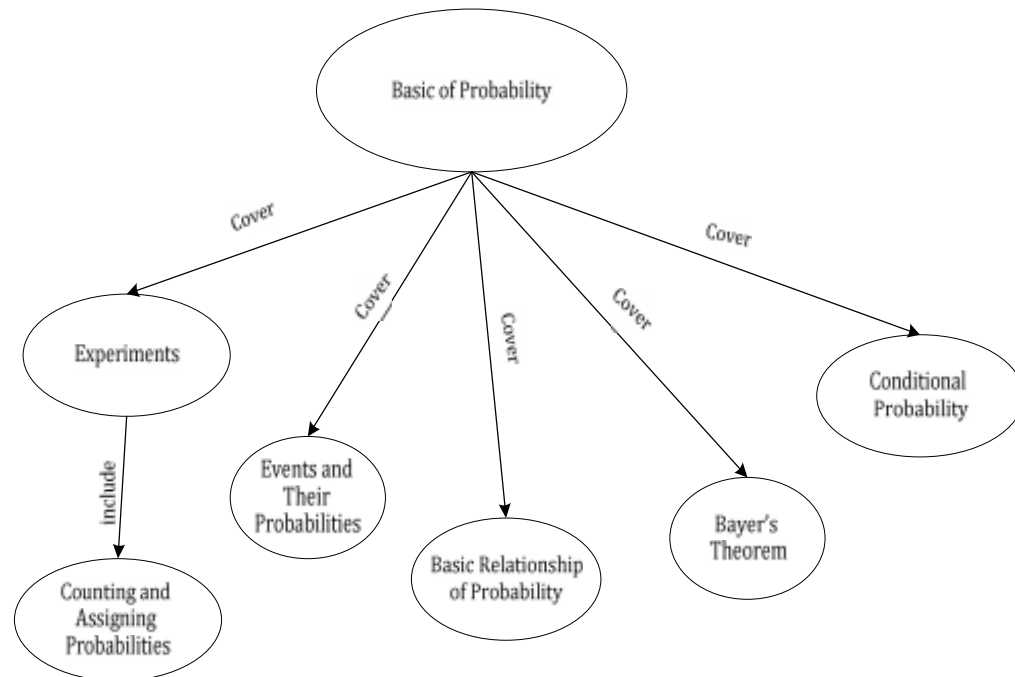 Basic of Probability
Cover
Cover
Cover
Cover
Cover
Experiments
Conditional
Probability
include
Events and
Their
Probabilities
Basic Relationship
of Probability
Bayer's
Theorem
Counting and
Assigning
Probabilities